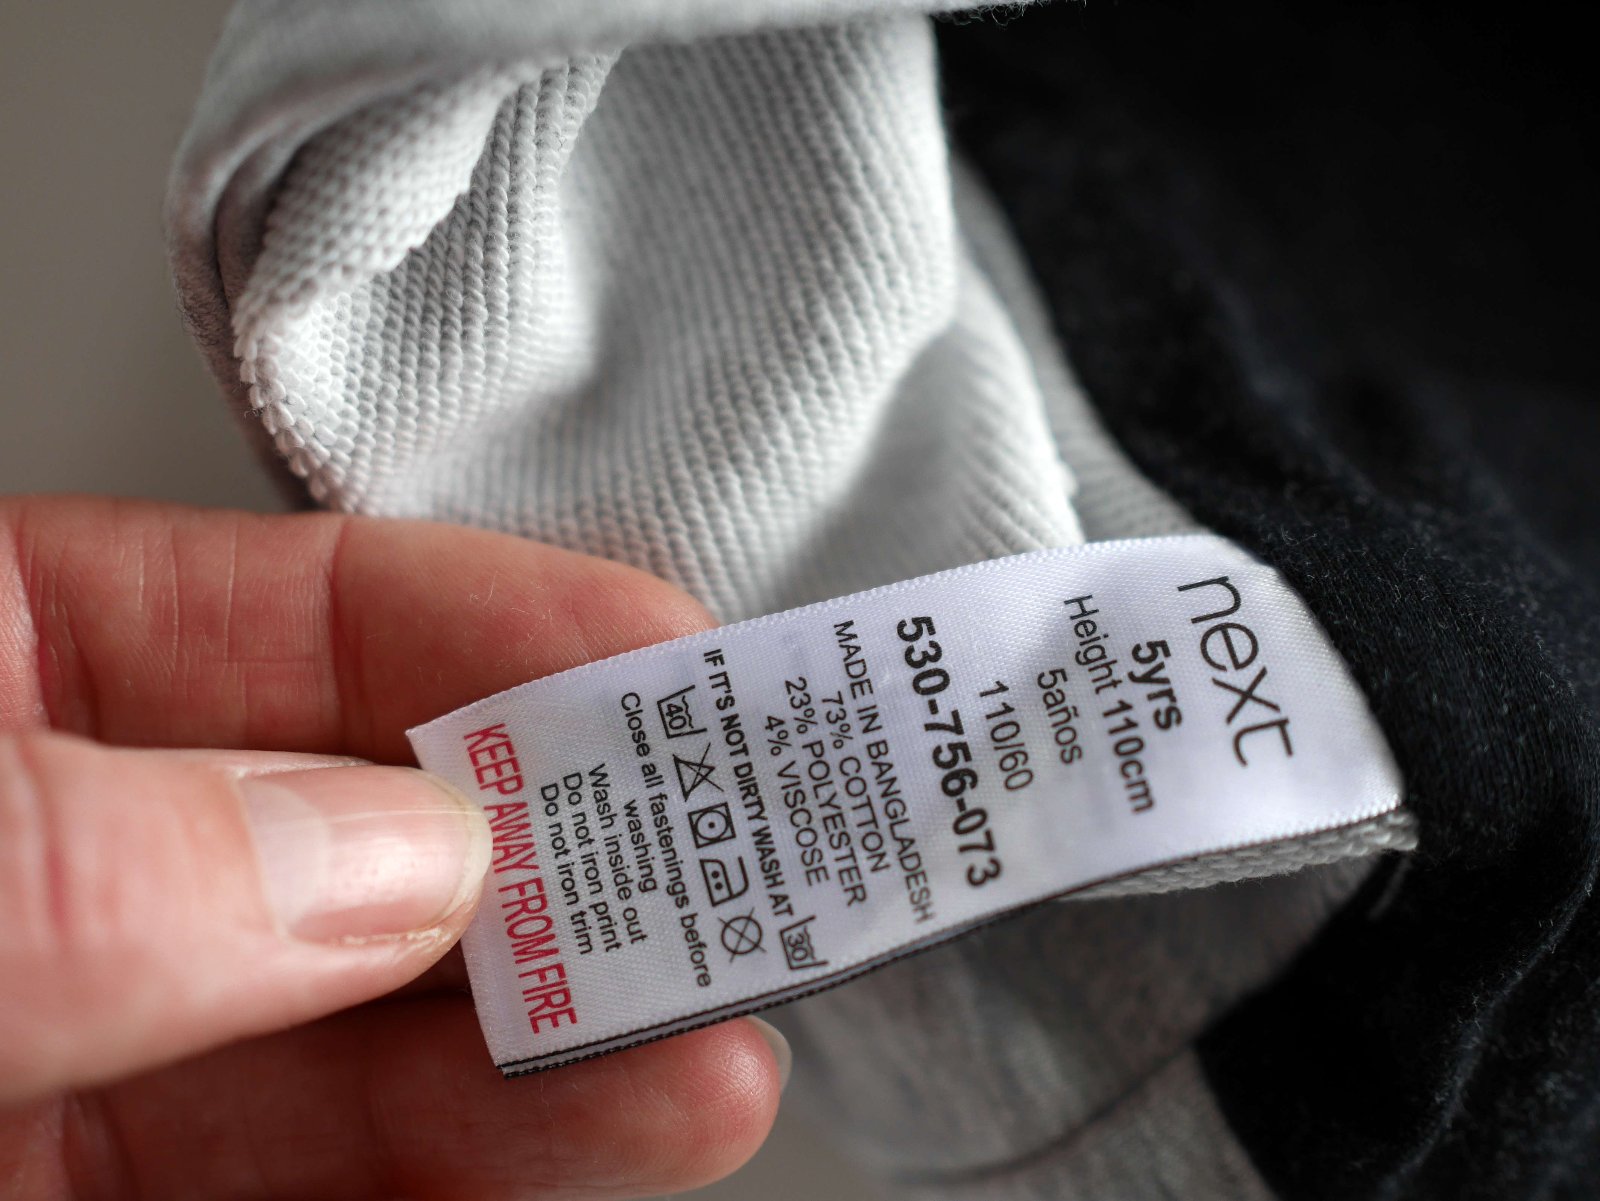 next
5yrs
Height 110cm
5años
110/60
530-756-073
MADE IN BANGLADESH
73% COTTON
23% POLYESTER
4% VISCOSE
IF IT'S NOT DIRTY WASH AT 30
40
Close all fastenings before
washing
Wash inside out
Do not iron print
Do not iron trim
KEEP AWAY FROM FIRE